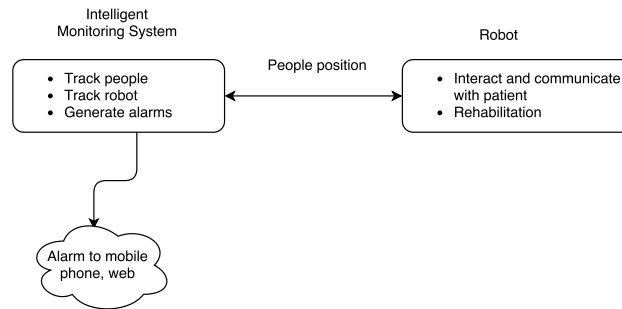 Intelligent
Monitoring System
Robot
People position
• Track people
• Track robot
• Generate alarms
• Interact and communicate
with patient
• Rehabilitation
Alarm to mobile
phone, web